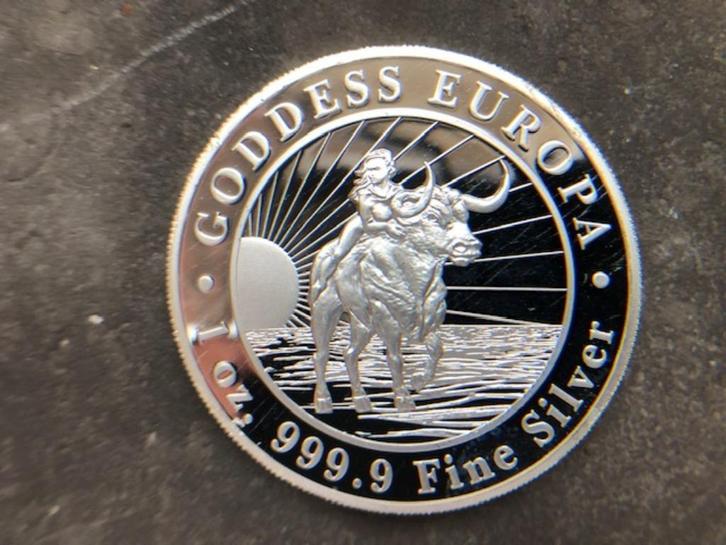 GODDESS EUROPA
1 oz. 999.9 Fine Silver